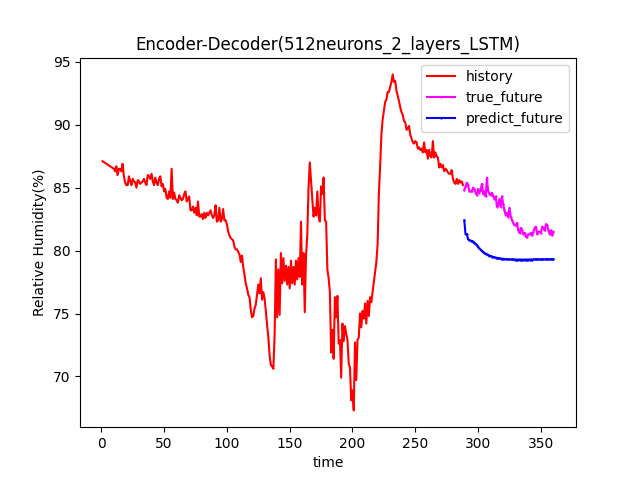 Encoder-Decoder(512neurons_2_layers_LSTM)
history
true_future
predict_future
Relative Humidity(%)
95
90
85
80
75
70
0 50 100 150 200 250 300 350
time